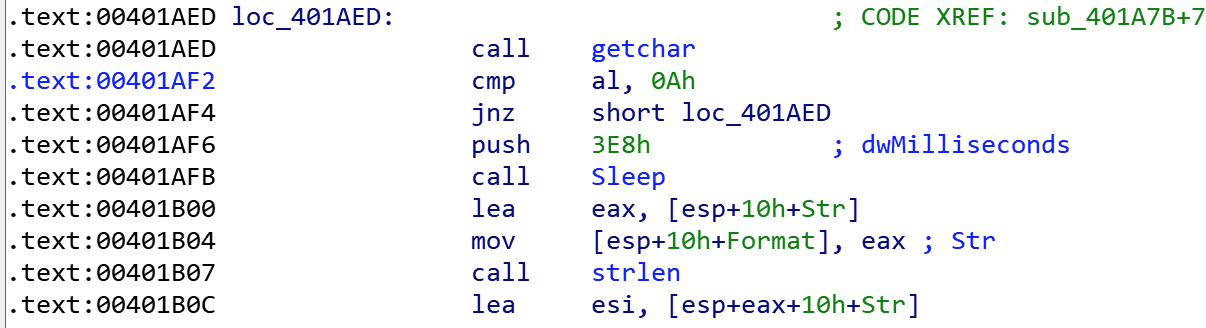 .text:00401AED loc_401AED: ; CODE XREF: sub_401A7B+7
.text:00401AED call getchar
.text:00401AF2 cmp al, 0Ah
.text:00401AF4 jnz short loc_401AED
.text:00401AF6 push 3E8h ; dwMilliseconds
.text:00401AFB call Sleep
.text:00401B00 lea eax, [esp+10h+Str]
.text:00401B04 mov [esp+10h+Format], eax ; Str
.text:00401B07 call strlen
.text:00401B0C lea esi, [esp+eax+10h+Str]